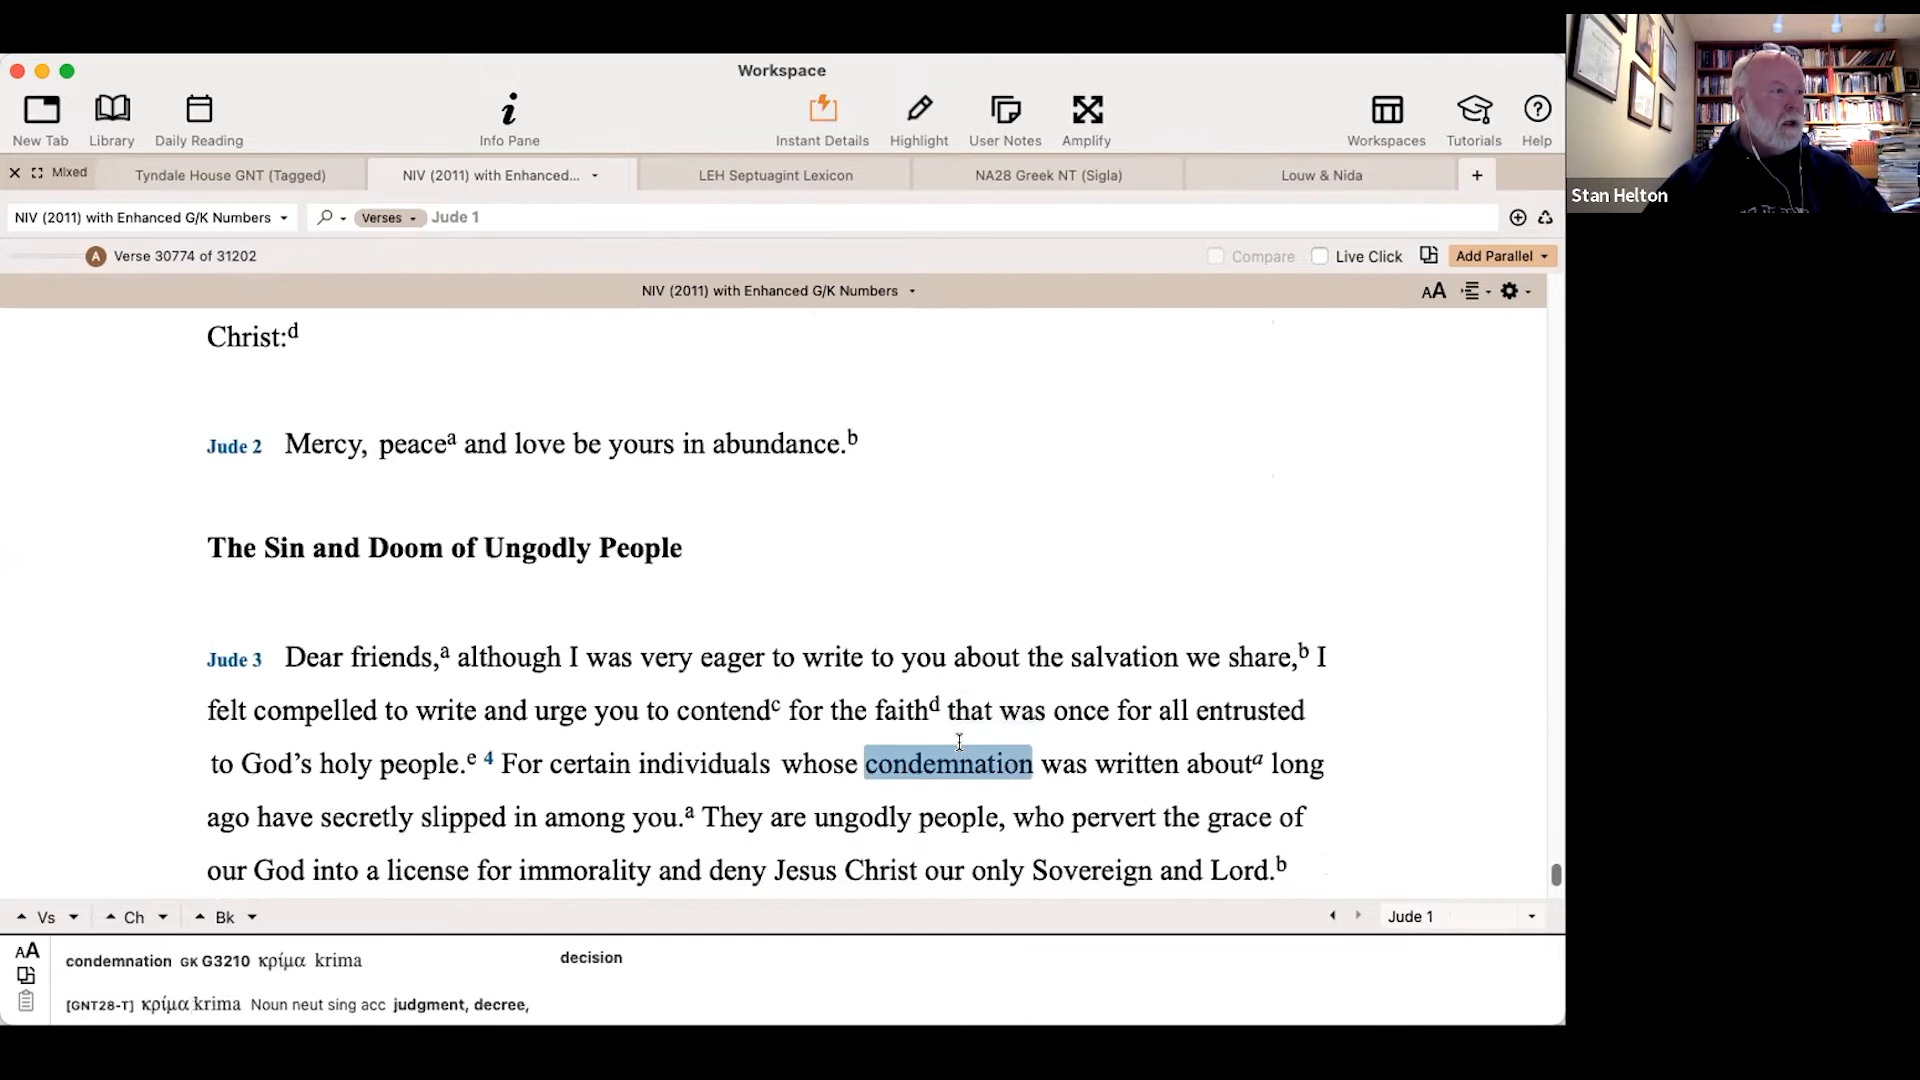 Workspace
New Tab Library Daily Reading Info Pane Instant Details Highlight User Notes Amplify Workspaces Tutorials Help
Mixed Tyndale House GNT (Tagged) NIV (2011) with Enhanced... LEH Septuagint Lexicon NA28 Greek NT (Sigla) Louw & Nida +
NIV (2011) with Enhanced G/K Numbers Verses Jude 1
A Verse 30774 of 31202 Compare Live Click Add Parallel
NIV (2011) with Enhanced G/K Numbers AA
Christ:d
Jude 2 Mercy, peacea and love be yours in abundance.b
The Sin and Doom of Ungodly People
Jude 3 Dear friends,a although I was very eager to write to you about the salvation we share,b I
felt compelled to write and urge you to contendc for the faithd that was once for all entrusted
to God’s holy people.e 4 For certain individuals whose condemnation was written abouta long
ago have secretly slipped in among you.a They are ungodly people, who pervert the grace of
our God into a license for immorality and deny Jesus Christ our only Sovereign and Lord.b
Vs Ch Bk Jude 1
AA condemnation GK G3210 κρίμα krima decision
[GNT28-T] κρίμα krima Noun neut sing acc judgment, decree,
Stan Helton